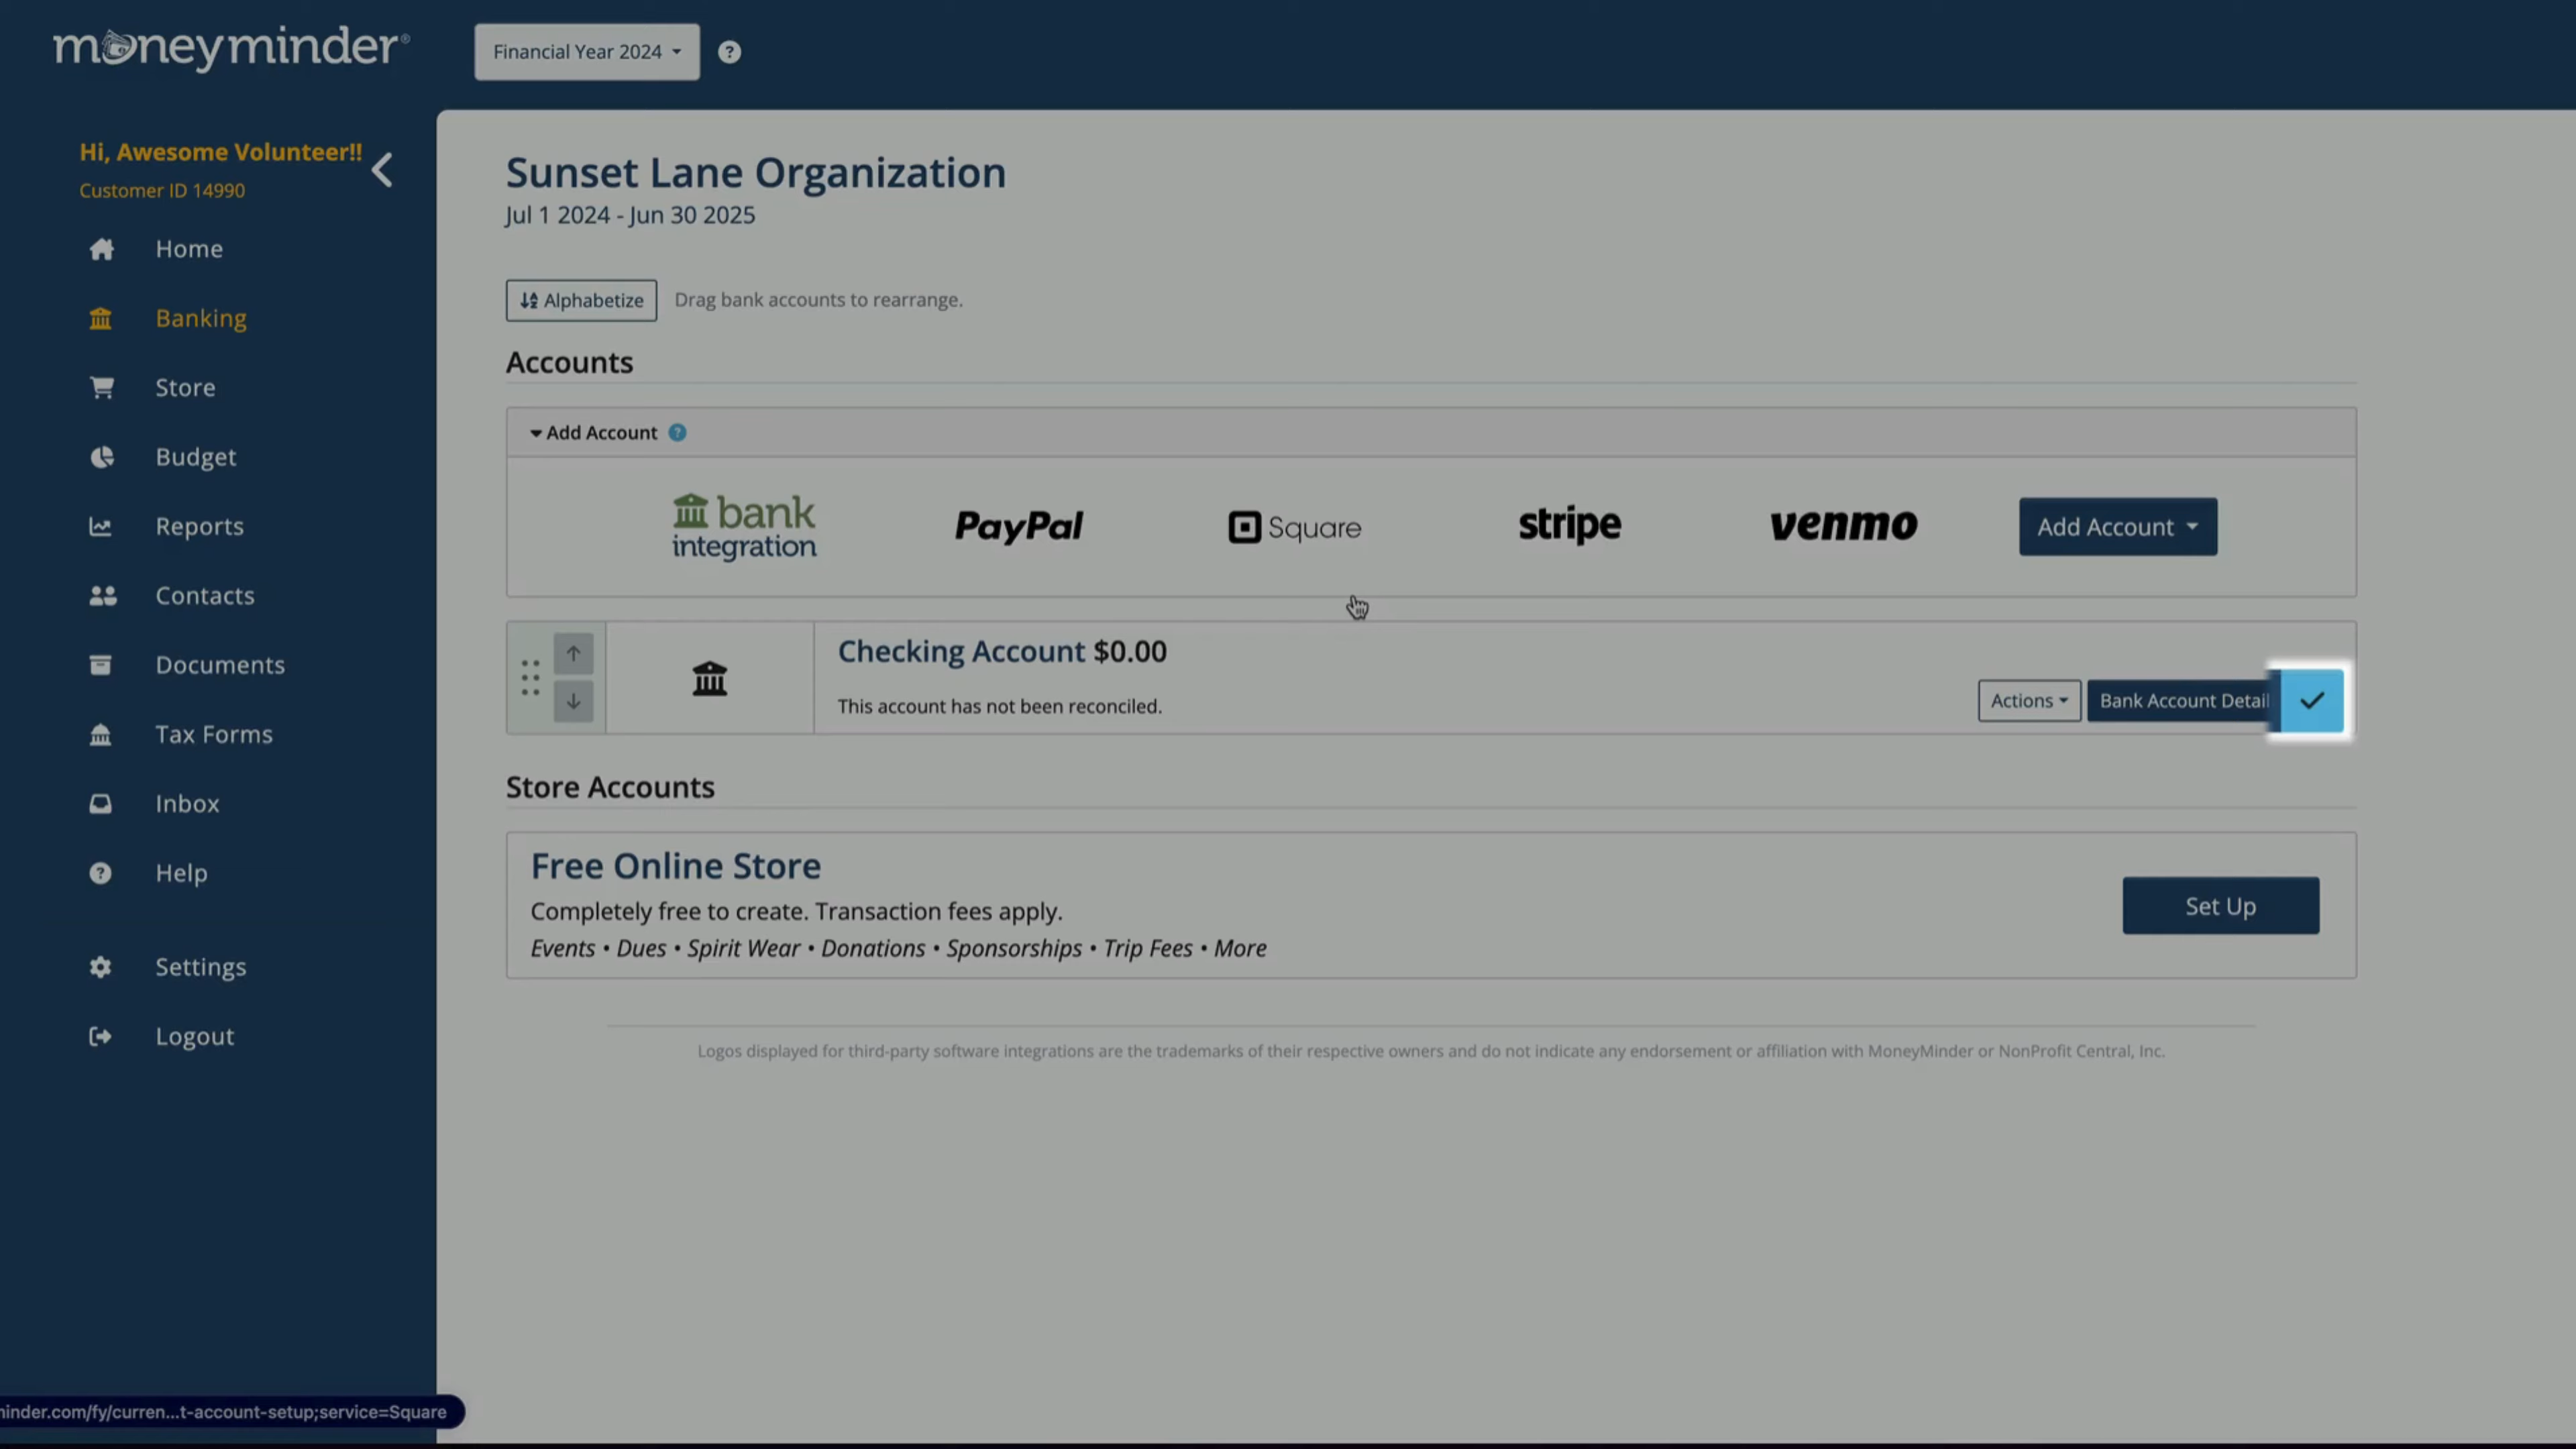 moneyminder®
Financial Year 2024
Hi, Awesome Volunteer!!
Customer ID 14990
Home
Banking
Store
Budget
Reports
Contacts
Documents
Tax Forms
Inbox
Help
Settings
Logout
Sunset Lane Organization
Jul 1 2024 - Jun 30 2025
Alphabetize Drag bank accounts to rearrange.
Accounts
Add Account ?
bank
integration
PayPal
Square
stripe
venmo
Add Account
Checking Account $0.00
This account has not been reconciled.
Actions
Bank Account Detail
Store Accounts
Free Online Store
Completely free to create. Transaction fees apply.
Events • Dues • Spirit Wear • Donations • Sponsorships • Trip Fees • More
Set Up
Logos displayed for third-party software integrations are the trademarks of their respective owners and do not indicate any endorsement or affiliation with MoneyMinder or NonProfit Central, Inc.
ninder.com/fy/curren...t-account-setup;service=Square